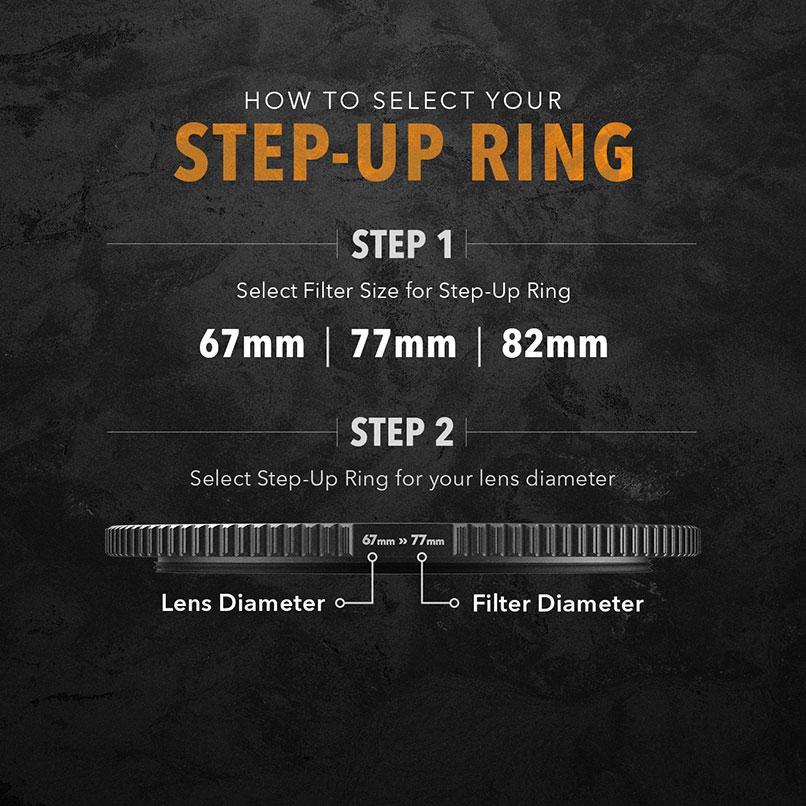 HOW TO SELECT YOUR
STEP-UP RING
STEP 1
Select Filter Size for Step-Up Ring
67mm | 77mm | 82mm
STEP 2
Select Step-Up Ring for your lens diameter
67mm » 77mm
Lens Diameter
Filter Diameter